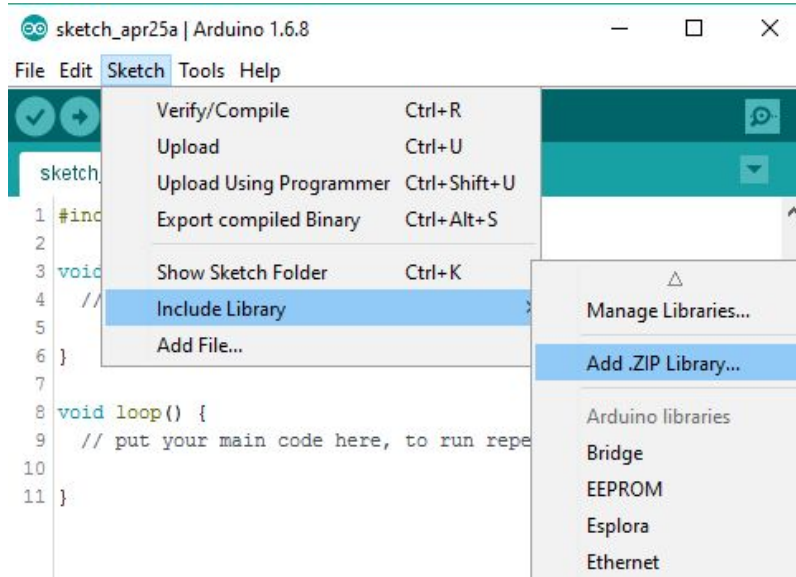 sketch_apr25a | Arduino 1.6.8
File Edit Sketch Tools Help
Verify/Compile Ctrl+R
Upload Ctrl+U
sketch_
Upload Using Programmer Ctrl+Shift+U
1 #inc
Export compiled Binary Ctrl+Alt+S
2
3 void
Show Sketch Folder Ctrl+K
4 //
Include Library
Manage Libraries...
5
Add File...
6 }
Add .ZIP Library...
7
8 void loop() {
Arduino libraries
9 // put your main code here, to run repe
Bridge
10
EEPROM
11 }
Esplora
Ethernet